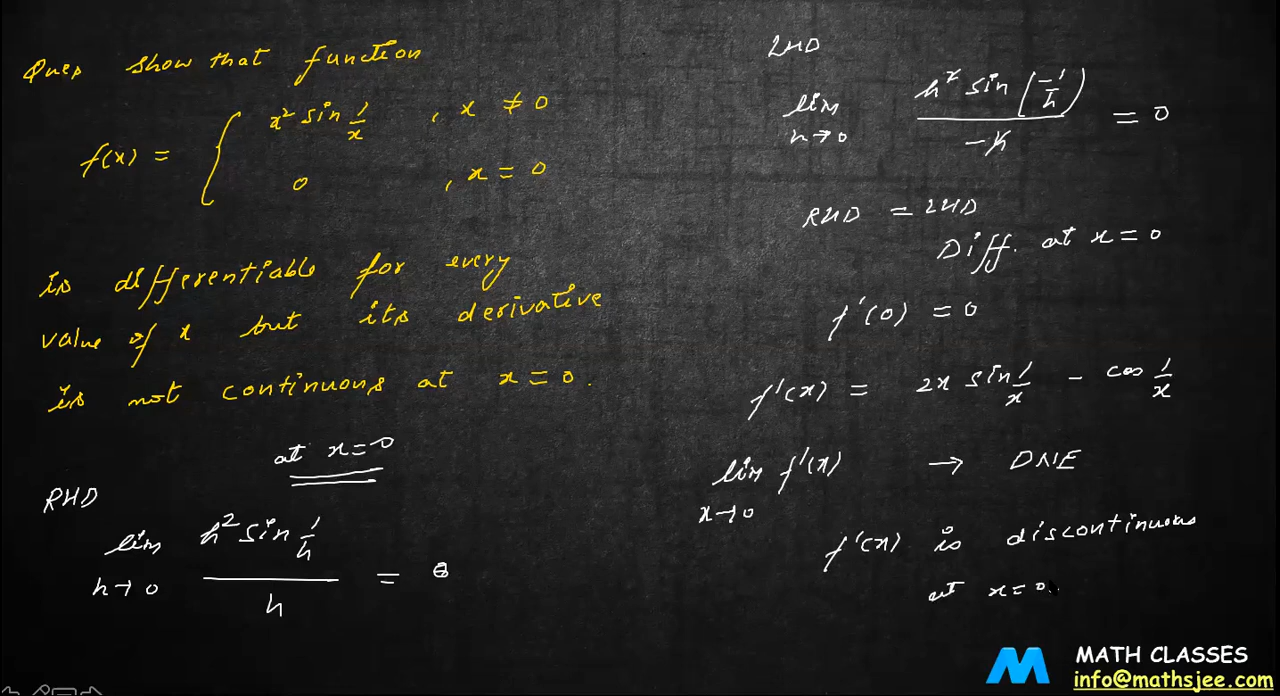 Ques show that function
f(x) = { x² sin 1/x , x ≠ 0
0 , x = 0
is differentiable for every
value of x but its derivative
is not continuous at x = 0.
at x = 0
RHD
lim h→0 h² sin 1/h / h = 0
LHD
lim h→0 h² sin (-1/h) / -h = 0
RHD = LHD
Diff. at x = 0
f'(0) = 0
f'(x) = 2x sin 1/x - cos 1/x
lim x→0 f'(x) → DNE
f'(x) is discontinuous
at x = 0.
MATH CLASSES
info@mathsjee.com